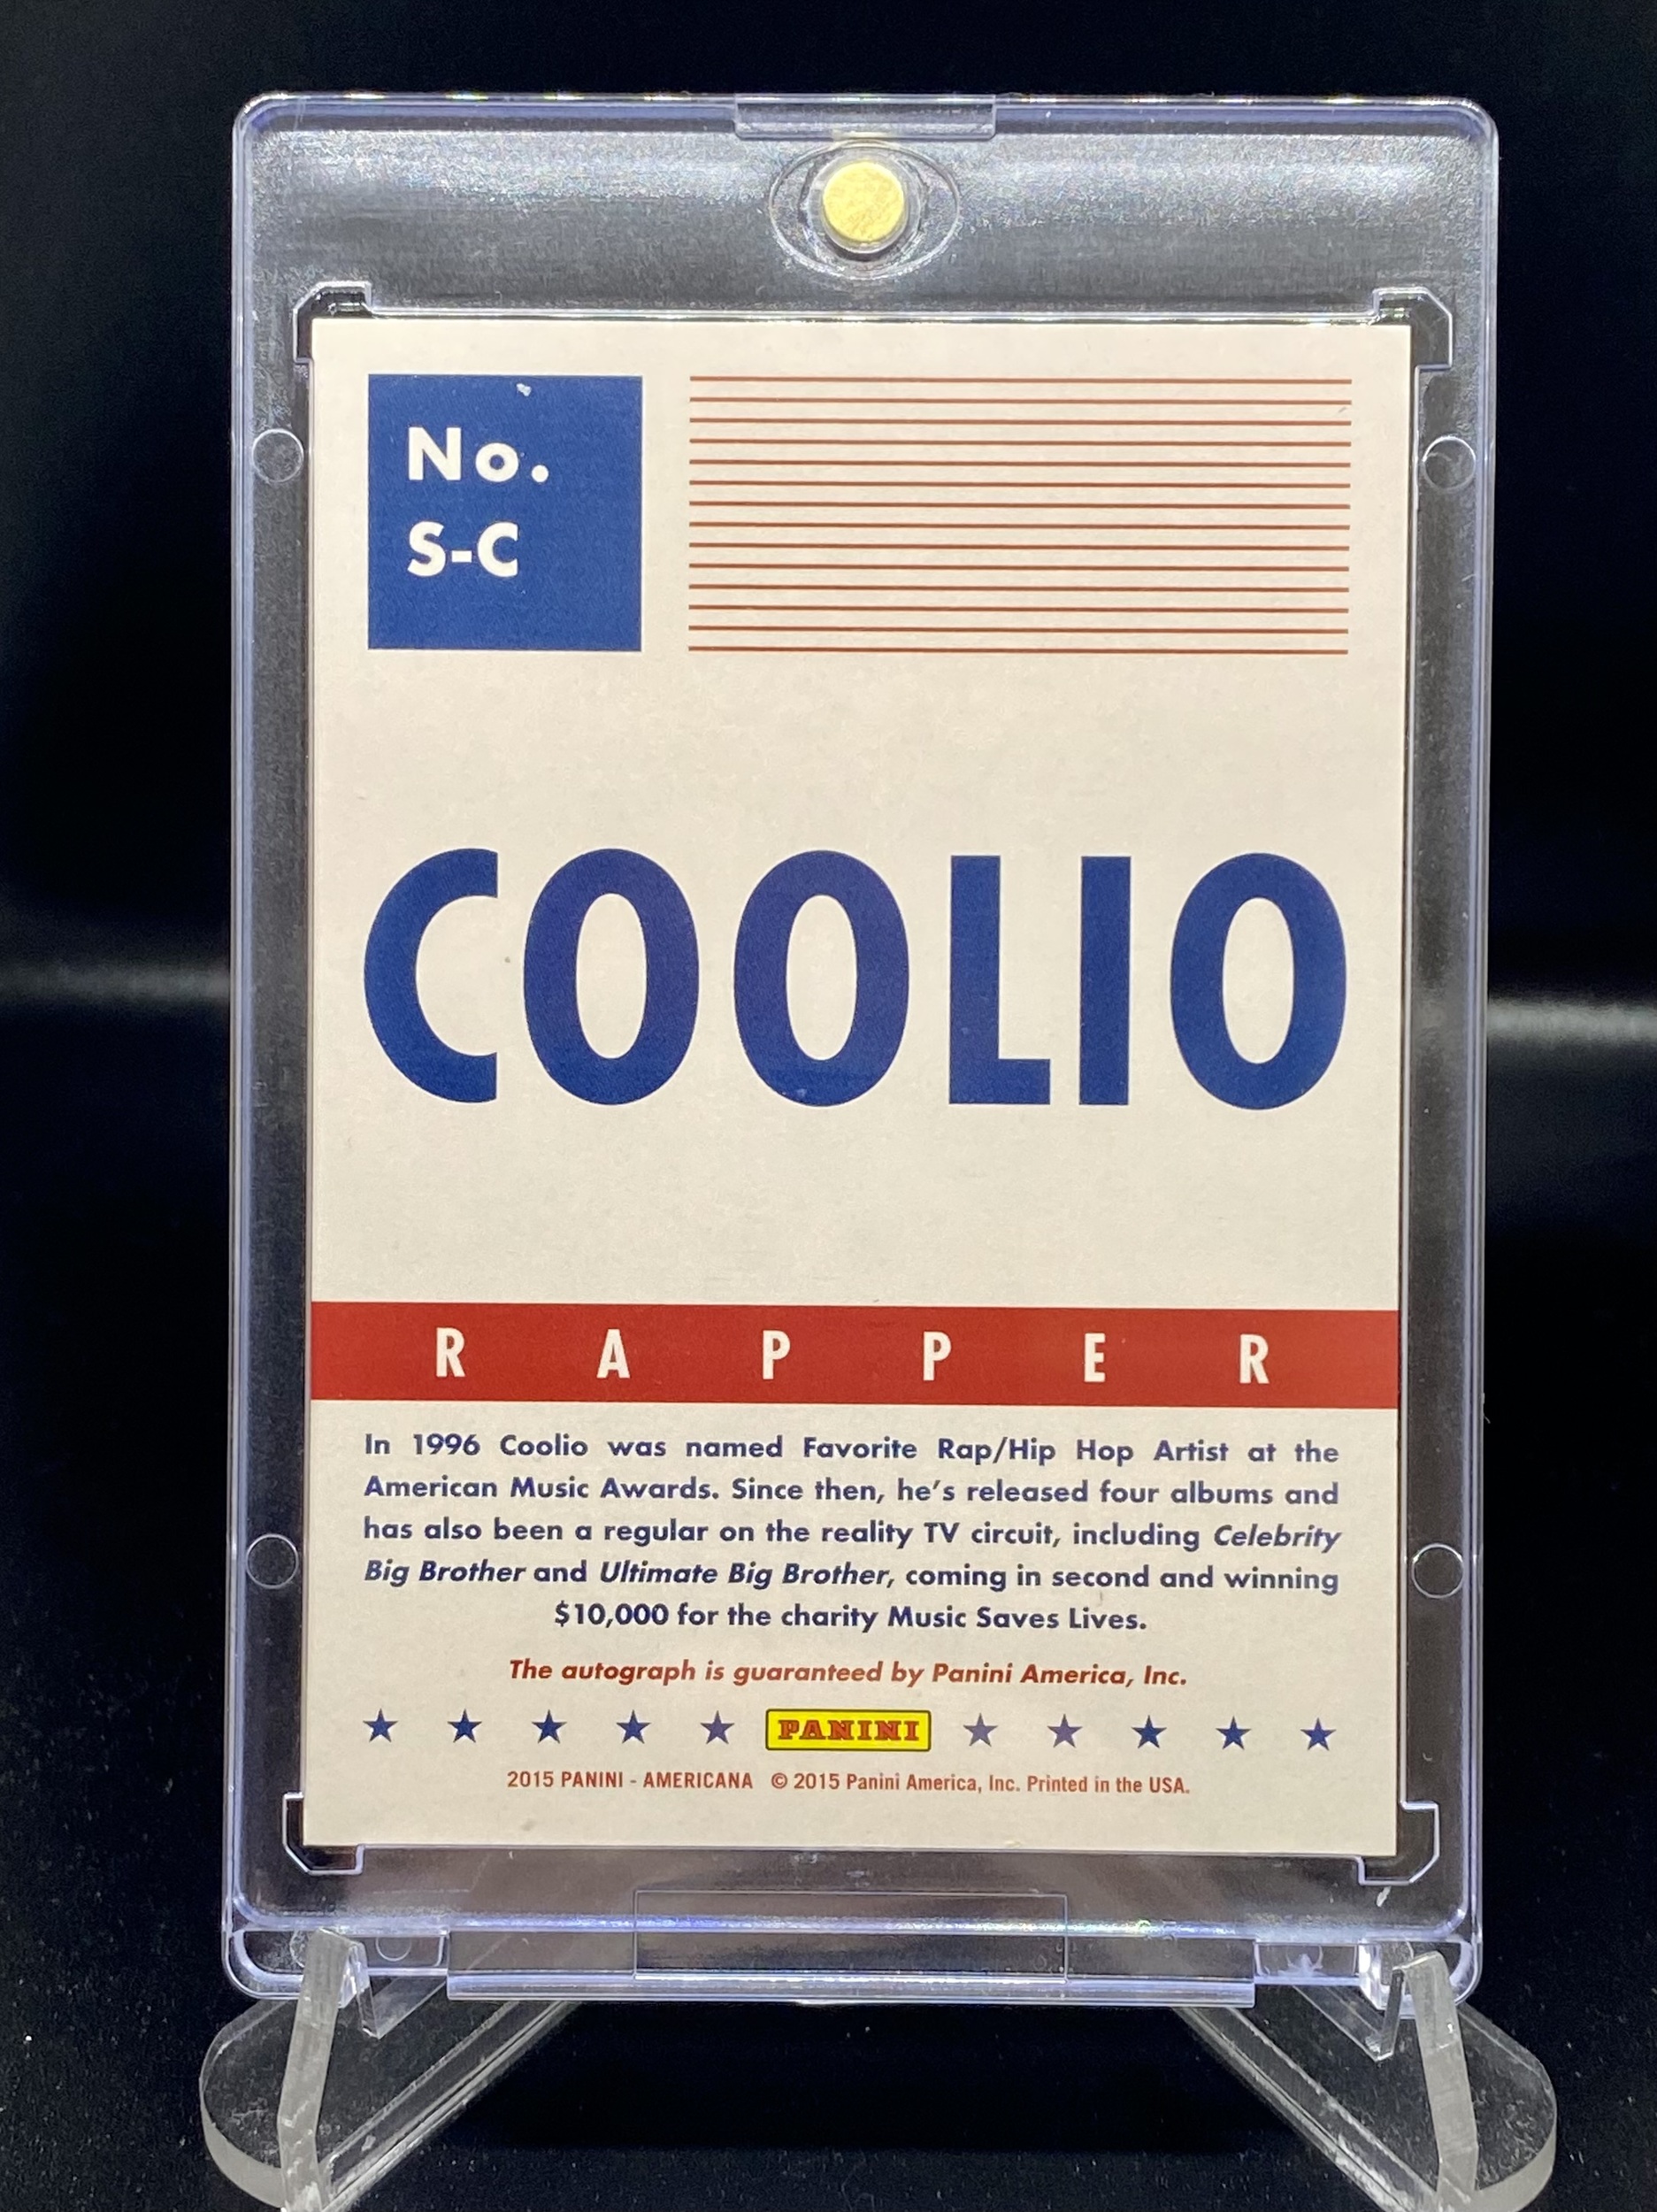 No.
S-C
COOLIO
RAPPER
In 1996 Coolio was named Favorite Rap/Hip Hop Artist at the
American Music Awards. Since then, he's released four albums and
has also been a regular on the reality TV circuit, including Celebrity
Big Brother and Ultimate Big Brother, coming in second and winning
$10,000 for the charity Music Saves Lives.
The autograph is guaranteed by Panini America, Inc.
PANINI
2015 PANINI - AMERICANA © 2015 Panini America, Inc. Printed in the USA.